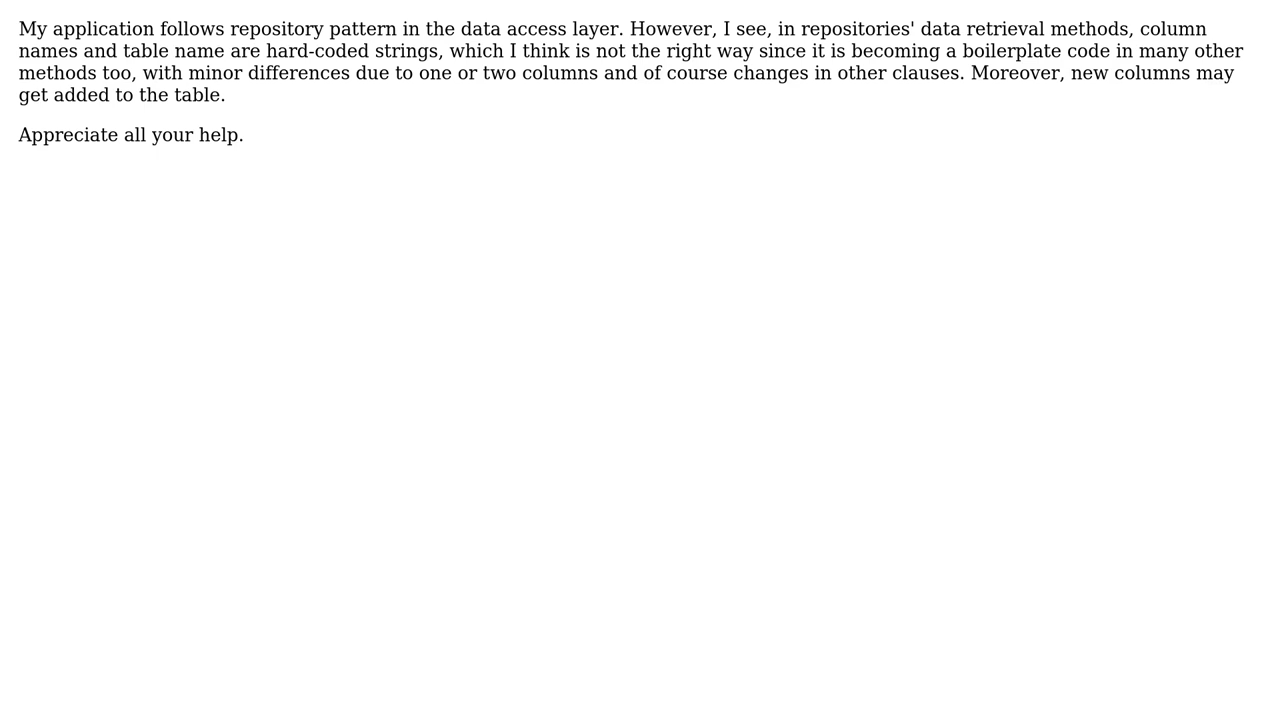 My application follows repository pattern in the data access layer. However, I see, in repositories' data retrieval methods, column
names and table name are hard-coded strings, which I think is not the right way since it is becoming a boilerplate code in many other
methods too, with minor differences due to one or two columns and of course changes in other clauses. Moreover, new columns may
get added to the table.
Appreciate all your help.